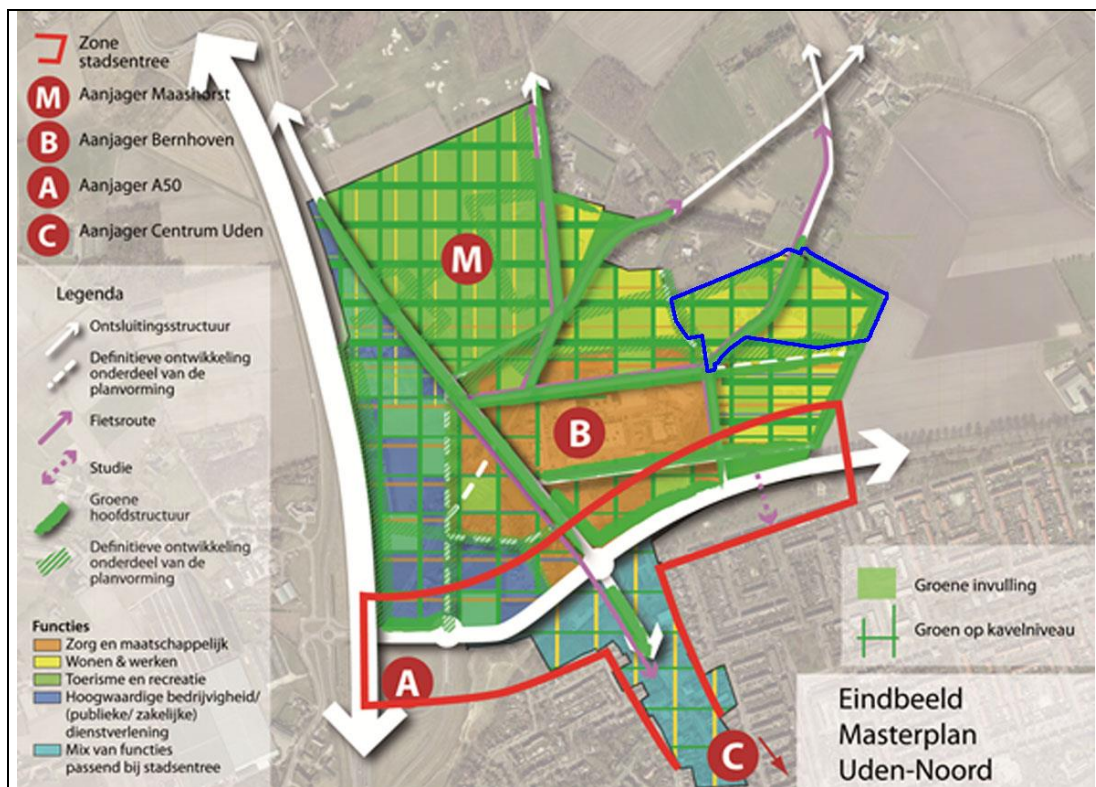 Zone
stadsentree
M Aanjager Maashorst
B Aanjager Bernhoven
A Aanjager A50
C Aanjager Centrum Uden
Legenda
Ontsluitingsstructuur
Definitieve ontwikkeling
onderdeel van de
planvorming
Fietsroute
Studie
Groene
hoofdstructuur
Definitieve ontwikkeling
onderdeel van de
planvorming
Functies
Zorg en maatschappelijk
Wonen & werken
Toerisme en recreatie
Hoogwaardige bedrijvigheid/
(publieke/ zakelijke)
dienstverlening
Mix van functies
passend bij stadsentree
M
B
A
C
Groene invulling
Groen op kavelniveau
Eindbeeld
Masterplan
Uden-Noord